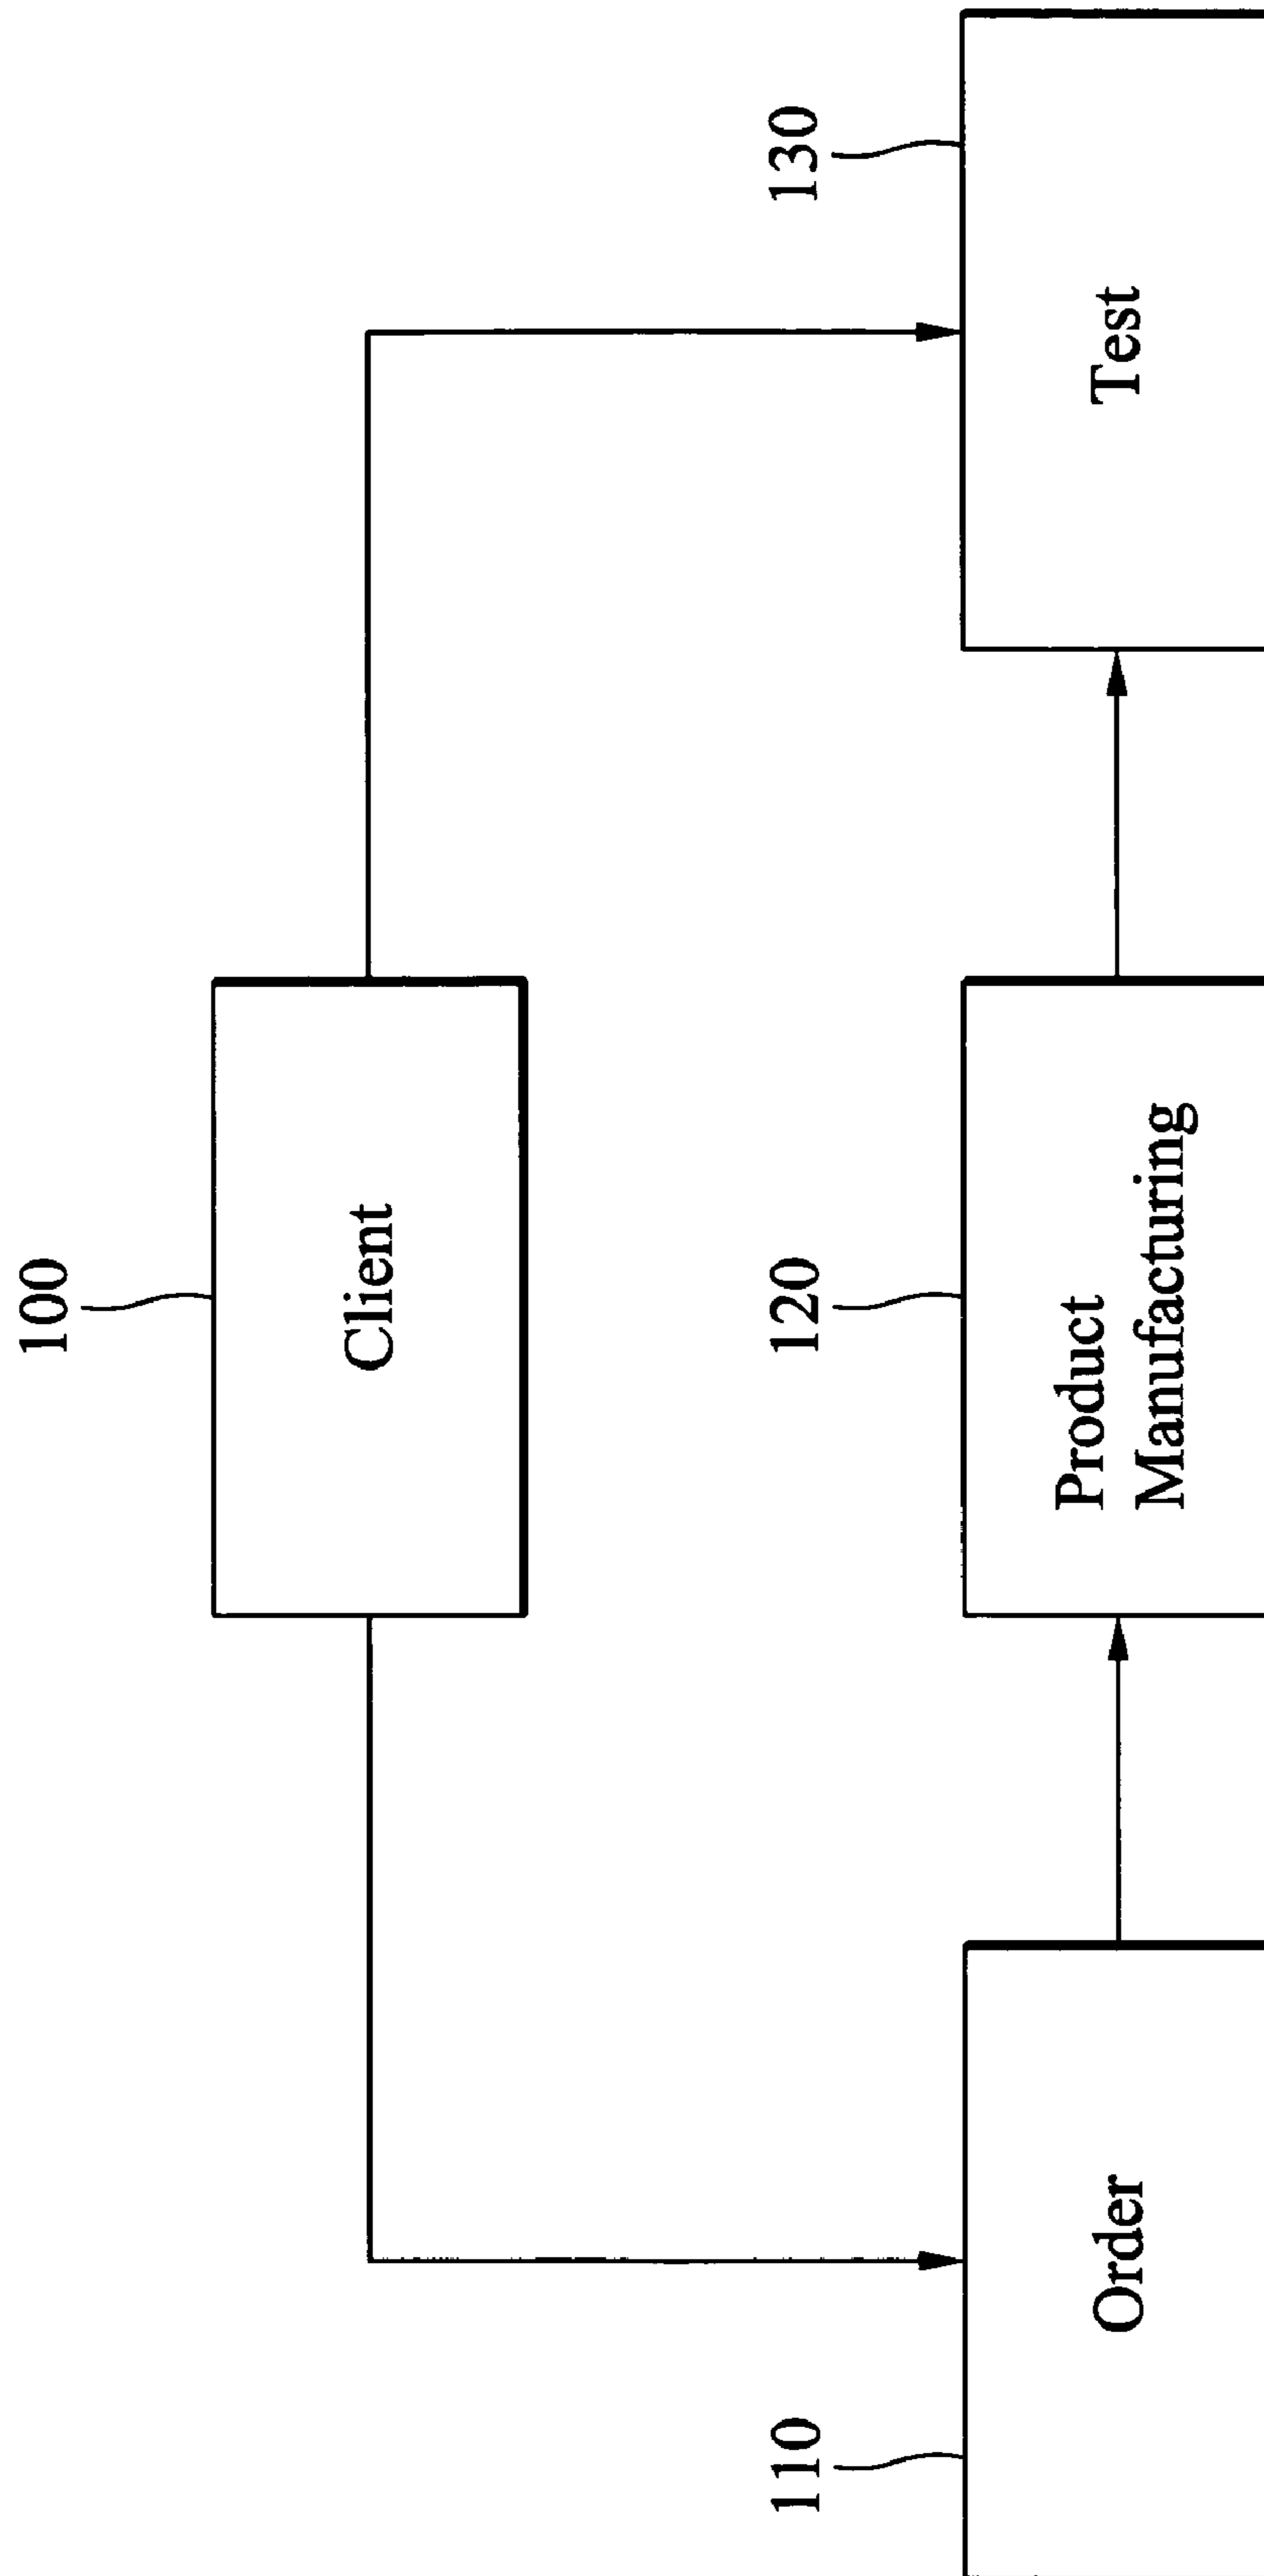 100
Client
110
Order
120
Product
Manufacturing
130
Test